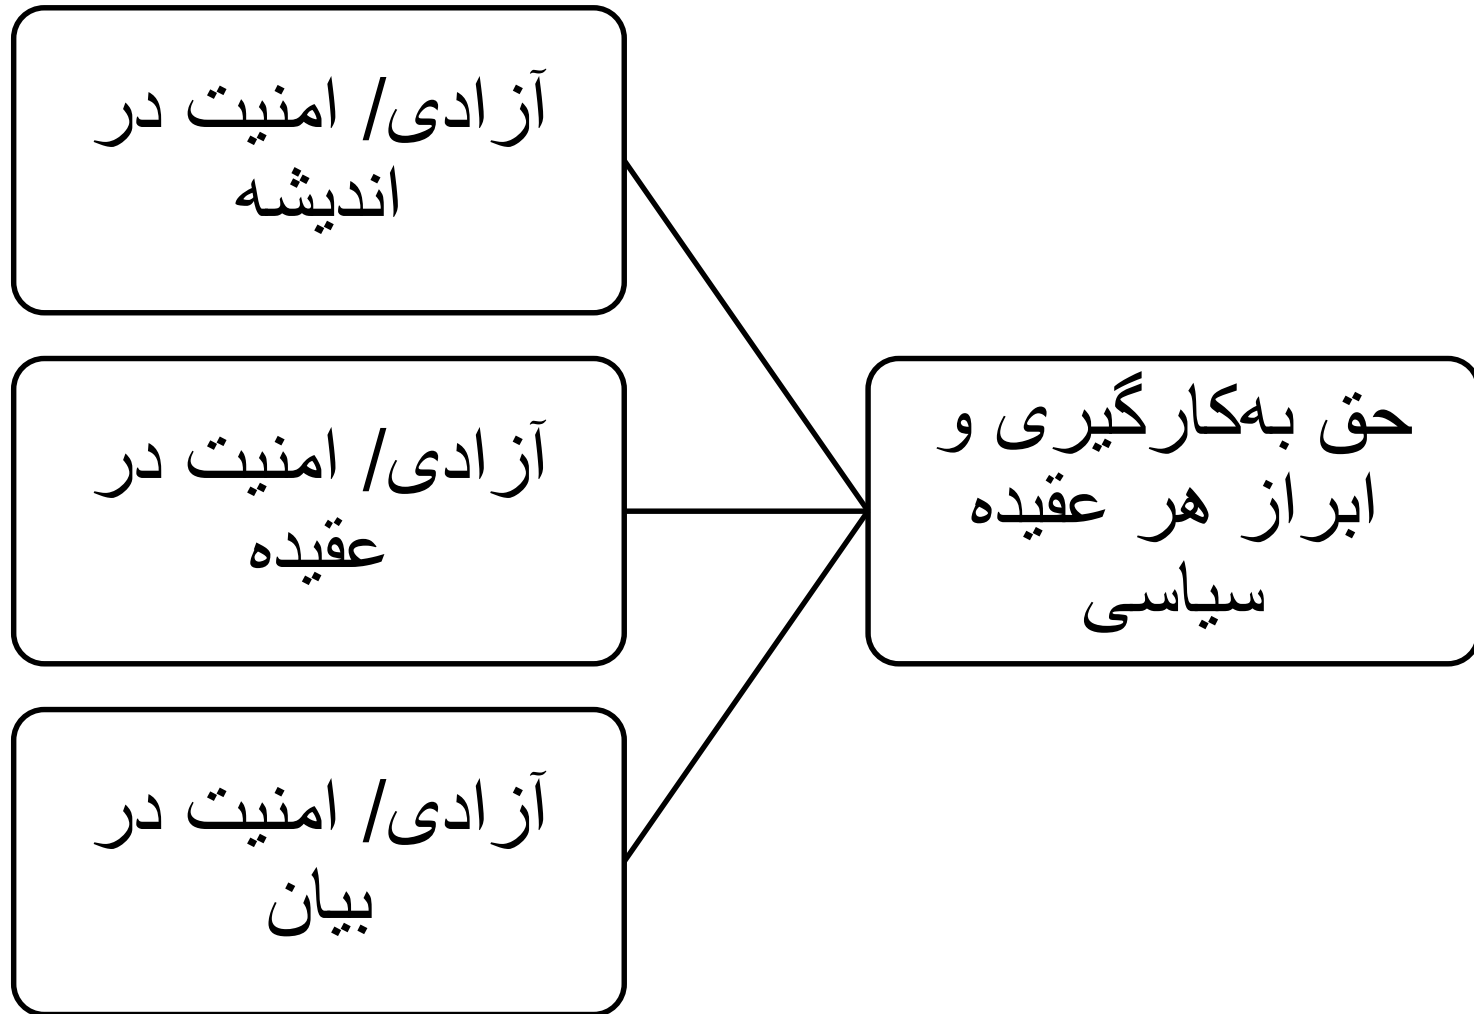 حق به‌کارگیری و
ابراز هر عقیده
سیاسی
آزادی/ امنیت در
اندیشه
آزادی/ امنیت در
عقیده
آزادی/ امنیت در
بیان